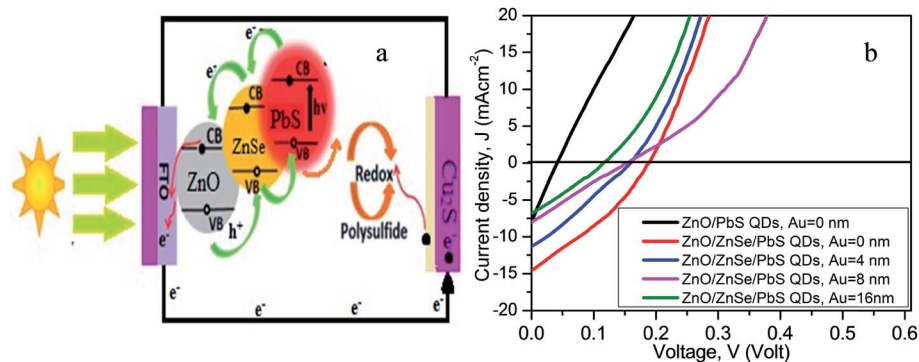 a
e⁻
e⁻
CB
hν
PbS
VB
CB
ZnSe
VB
CB
ZnO
VB
h⁺
FTO
e⁻
Redox
Polysulfide
Cu₂S
e⁻
e⁻
e⁻
e⁻
e⁻
b
Current density, J (mAcm⁻²)
20
15
10
5
0
-5
-10
-15
-20
ZnO/PbS QDs, Au=0 nm
ZnO/ZnSe/PbS QDs, Au=0 nm
ZnO/ZnSe/PbS QDs, Au=4 nm
ZnO/ZnSe/PbS QDs, Au=8 nm
ZnO/ZnSe/PbS QDs, Au=16nm
0.0 0.1 0.2 0.3 0.4 0.5 0.6
Voltage, V (Volt)